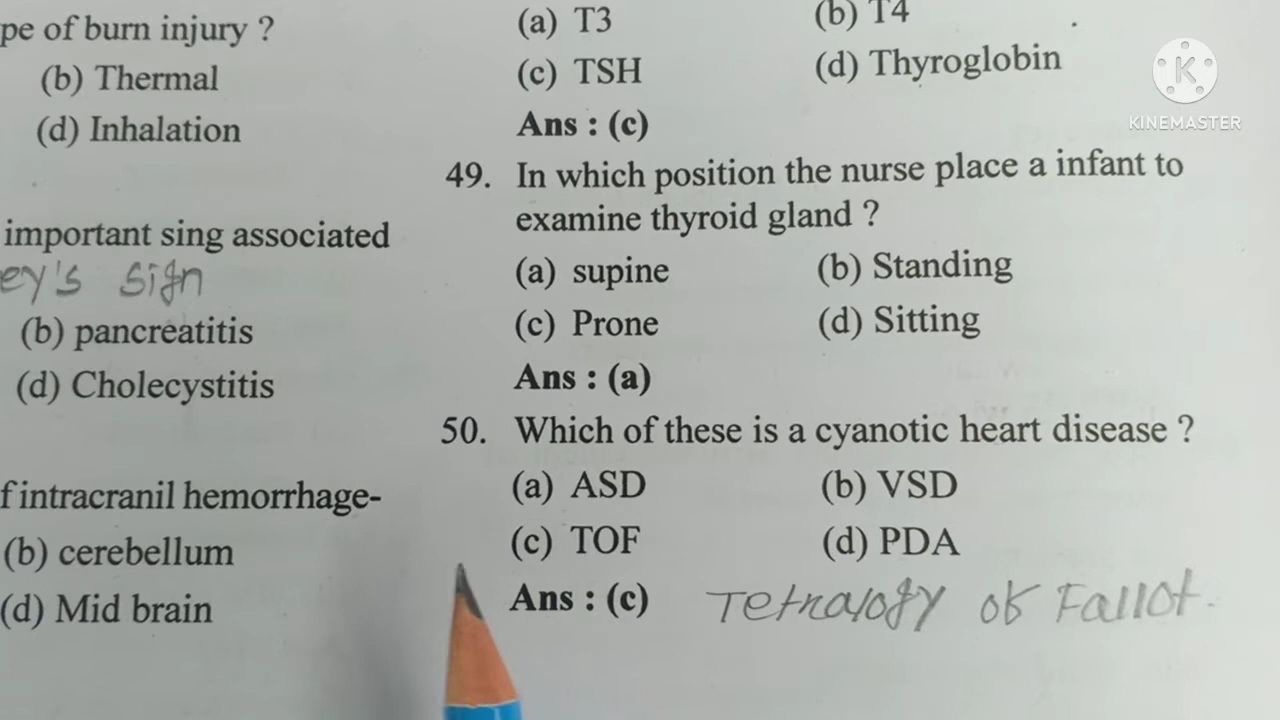 pe of burn injury ?
(b) Thermal
(d) Inhalation
important sing associated
ey's sign
(b) pancreatitis
(d) Cholecystitis
f intracranil hemorrhage-
(b) cerebellum
(d) Mid brain
(a) T3 (b) T4
(c) TSH (d) Thyroglobin
Ans : (c)
49. In which position the nurse place a infant to
examine thyroid gland ?
(a) supine (b) Standing
(c) Prone (d) Sitting
Ans : (a)
50. Which of these is a cyanotic heart disease ?
(a) ASD (b) VSD
(c) TOF (d) PDA
Ans : (c) Tetralogy of Fallot.
K
KINEMASTER